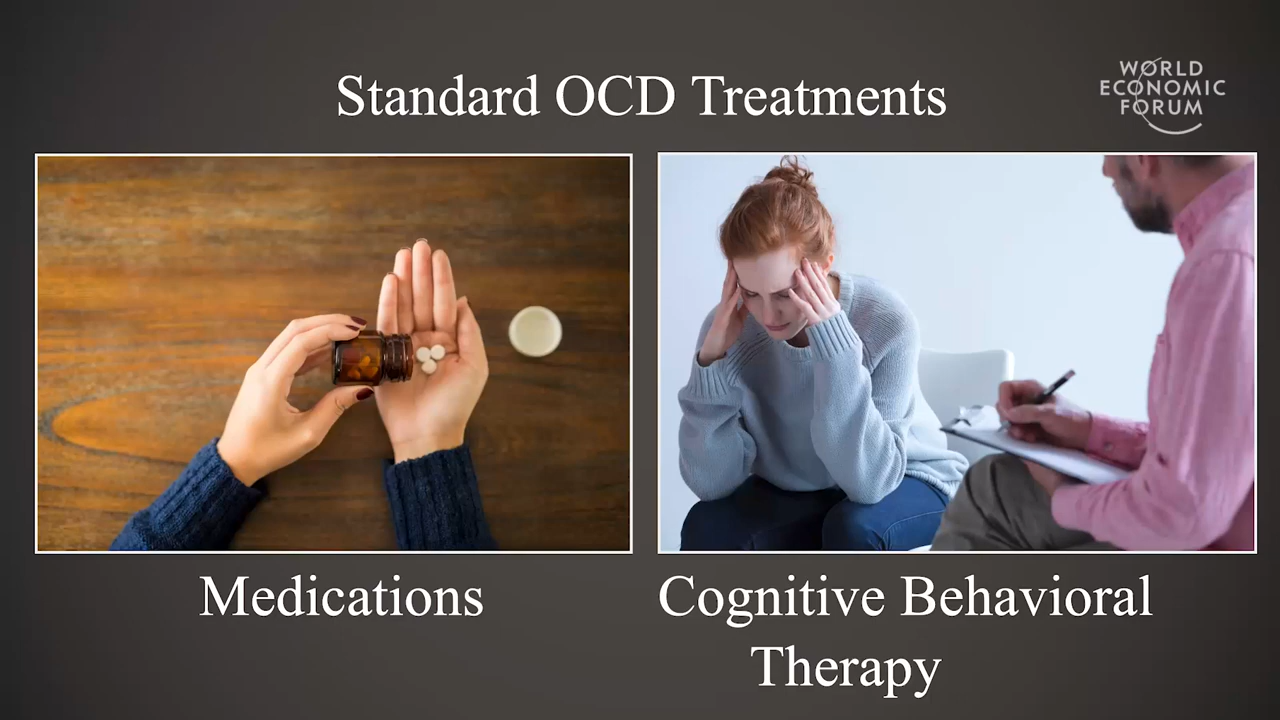 Standard OCD Treatments
WORLD
ECONOMIC
FORUM
Medications
Cognitive Behavioral
Therapy